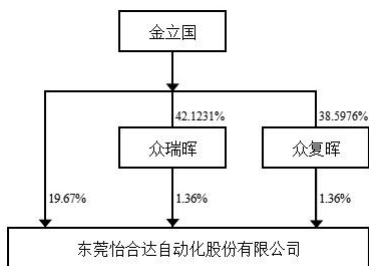 金立国
42.1231%
38.5976%
众瑞晖
众复晖
19.67%
1.36%
1.36%
东莞怡合达自动化股份有限公司